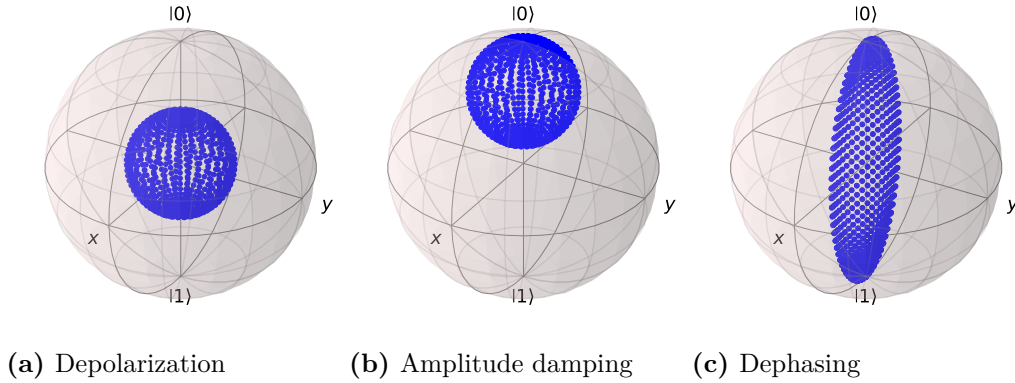 |0⟩ |0⟩ |0⟩
y y y
x x x
|1⟩ |1⟩ |1⟩
(a) Depolarization (b) Amplitude damping (c) Dephasing